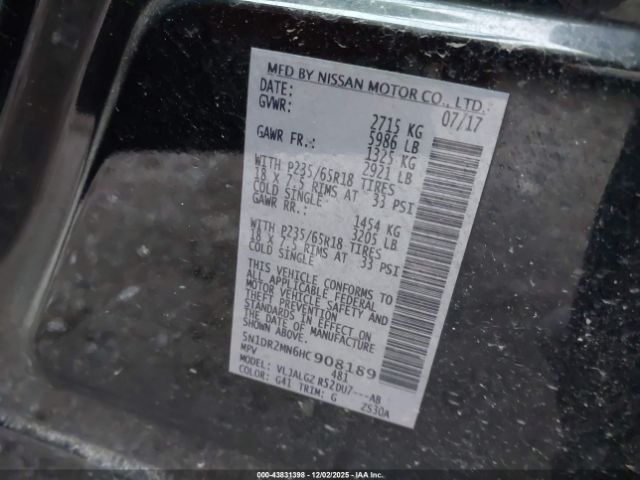 MFD BY NISSAN MOTOR CO., LTD.
DATE: 07/17
GVWR: 2715 KG
5986 LB
GAWR FR.: 1325 KG
2921 LB
WITH P235/65R18 TIRES
18 X 7.5 RIMS AT 33 PSI
COLD SINGLE
GAWR RR.: 1454 KG
3205 LB
WITH P235/65R18 TIRES
18 X 7.5 RIMS AT 33 PSI
COLD SINGLE
THIS VEHICLE CONFORMS TO
ALL APPLICABLE FEDERAL
MOTOR VEHICLE SAFETY AND
THEFT PREVENTION
STANDARDS IN EFFECT ON
THE DATE OF MANUFACTURE
SHOWN ABOVE.
5N1DR2MN6HC908189
MPV 481
MODEL: VLJALGZ R52DU7---AB
COLOR: G41 TRIM: G ZS30A
000-43831398 - 12/02/2025 - IAA Inc.